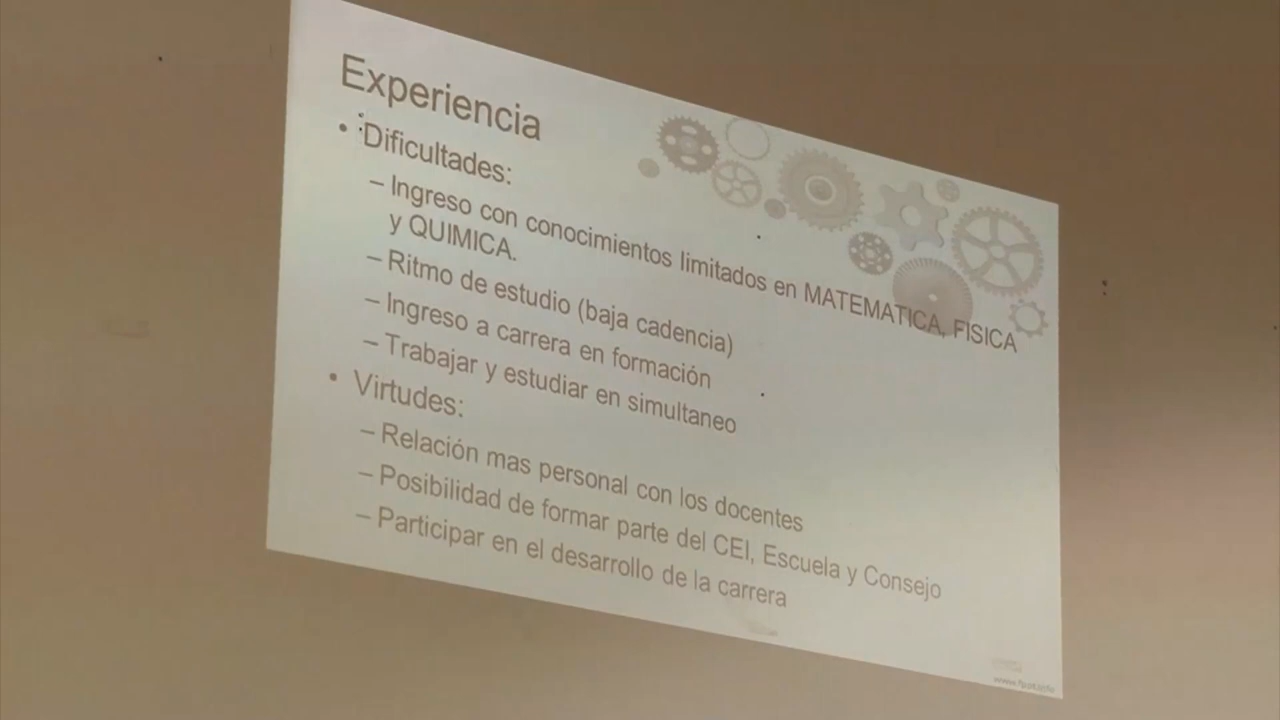 Experiencia
• Dificultades:
– Ingreso con conocimientos limitados en MATEMATICA, FISICA
y QUIMICA.
– Ritmo de estudio (baja cadencia)
– Ingreso a carrera en formación
– Trabajar y estudiar en simultaneo
• Virtudes:
– Relación mas personal con los docentes
– Posibilidad de formar parte del CEI, Escuela y Consejo
– Participar en el desarrollo de la carrera